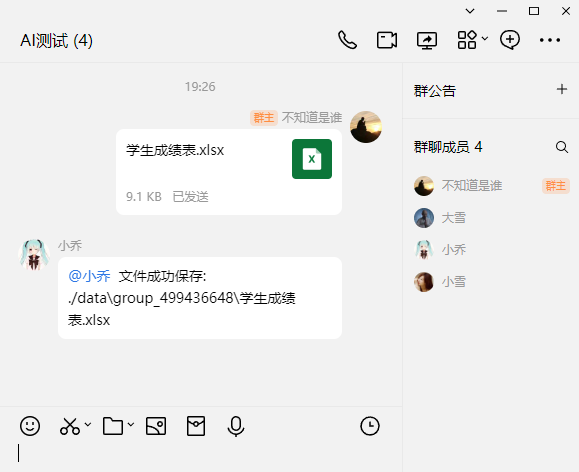 AI测试 (4)
19:26
群主 不知道是谁
学生成绩表.xlsx
X
9.1 KB 已发送
小乔
@小乔 文件成功保存:
./data\group_499436648\学生成绩
表.xlsx
群公告
群聊成员 4
不知道是谁 群主
大雪
小乔
小雪